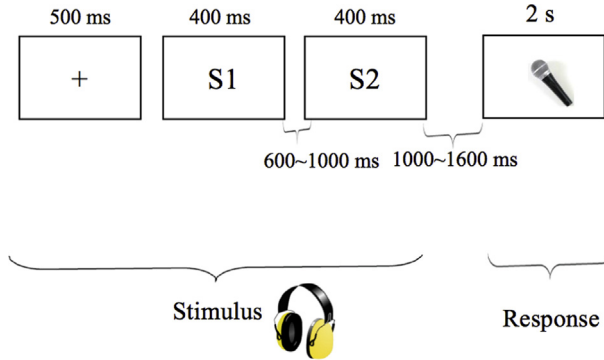 500 ms
400 ms
400 ms
2 s
+
S1
S2
600~1000 ms
1000~1600 ms
Stimulus
Response